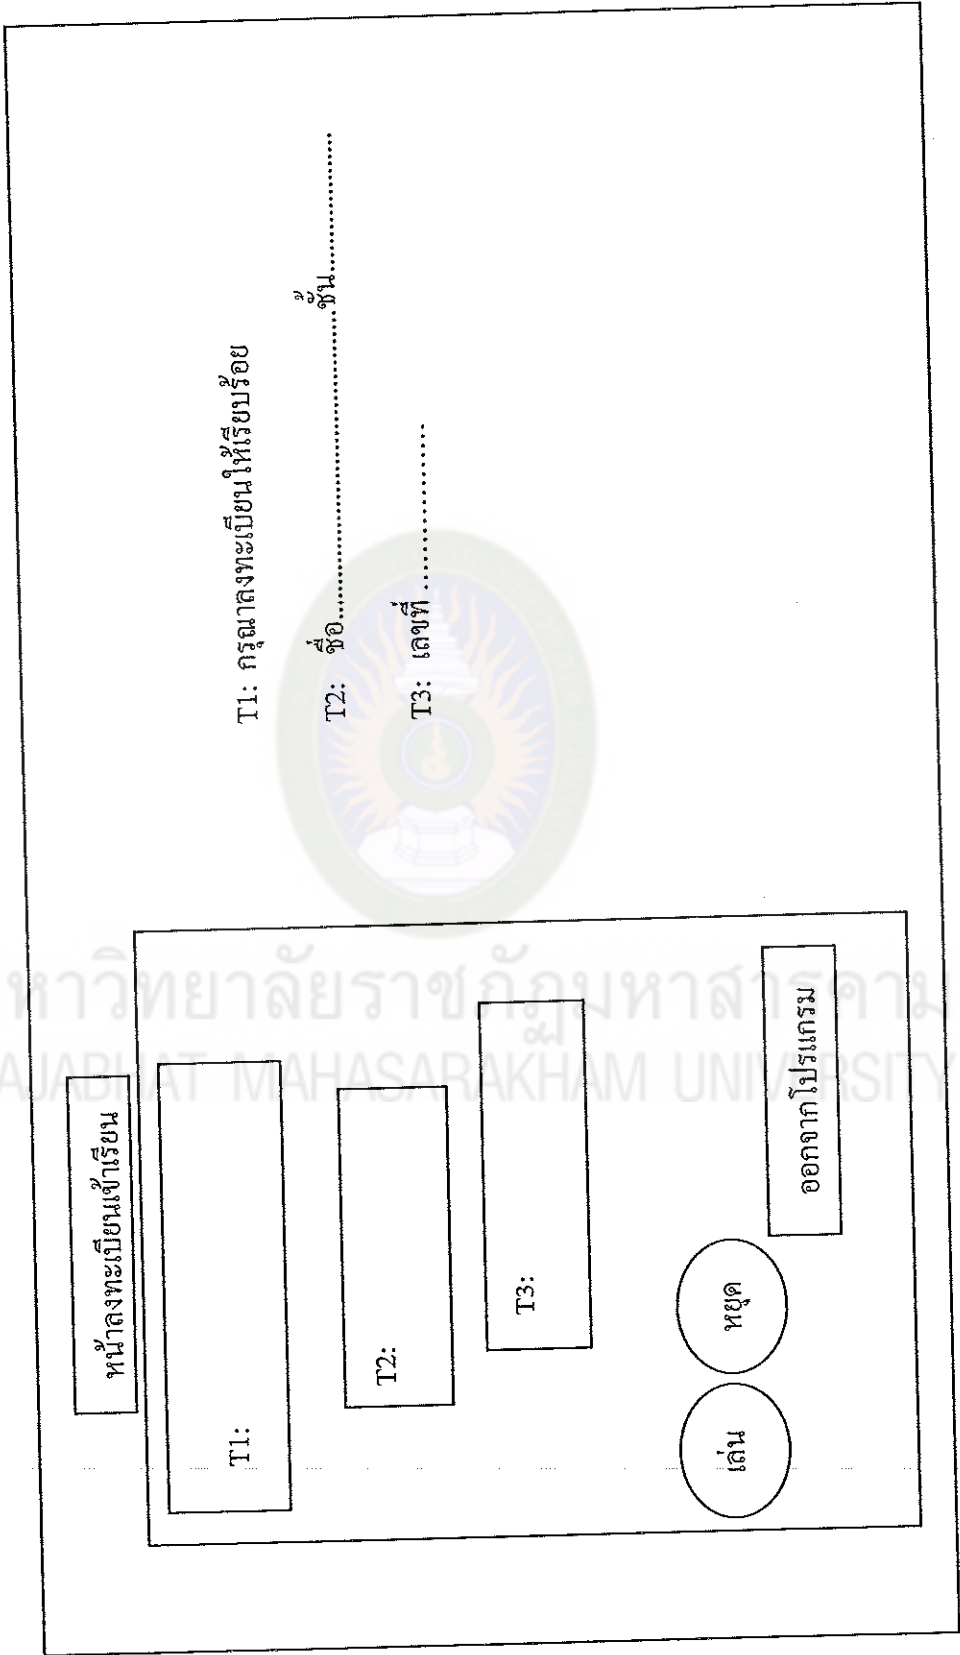 หน้าลงทะเบียนเข้าเรียน
T1:
T2:
T3:
เล่น
หยุด
ออกจากโปรแกรม
T1: กรุณาลงทะเบียนให้เรียบร้อย
T2: ชื่อ............................................ชั้น....................
T3: เลขที่ ....................
หาวิทยาลัยราชภัฏมหาสารคาม
AJABHAT MAHASARAKHAM UNIVERSITY